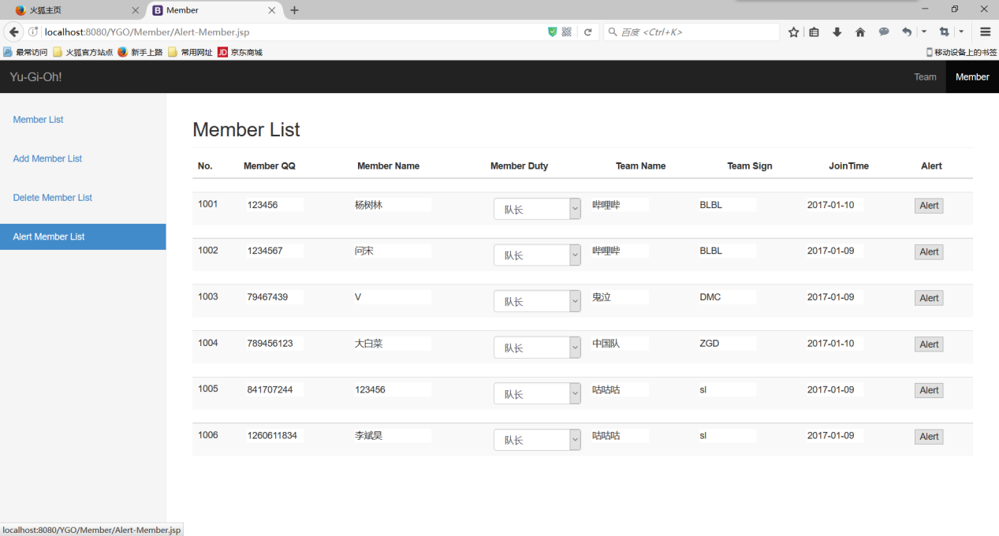 火狐主页
Member
localhost:8080/YGO/Member/Alert-Member.jsp
百度 <Ctrl+K>
最常访问 火狐官方站点 新手上路 常用网址 JD 京东商城 移动设备上的书签
Yu-Gi-Oh! Team Member
Member List
Add Member List
Delete Member List
Alert Member List
Member List
No. Member QQ Member Name Member Duty Team Name Team Sign JoinTime Alert
1001 123456 杨树林 队长 哔哩哔 BLBL 2017-01-10 Alert
1002 1234567 问宋 队长 哔哩哔 BLBL 2017-01-09 Alert
1003 79467439 V 队长 鬼泣 DMC 2017-01-09 Alert
1004 789456123 大白菜 队长 中国队 ZGD 2017-01-10 Alert
1005 841707244 123456 队长 咕咕咕 sl 2017-01-09 Alert
1006 1260611834 李斌昊 队长 咕咕咕 sl 2017-01-09 Alert
localhost:8080/YGO/Member/Alert-Member.jsp